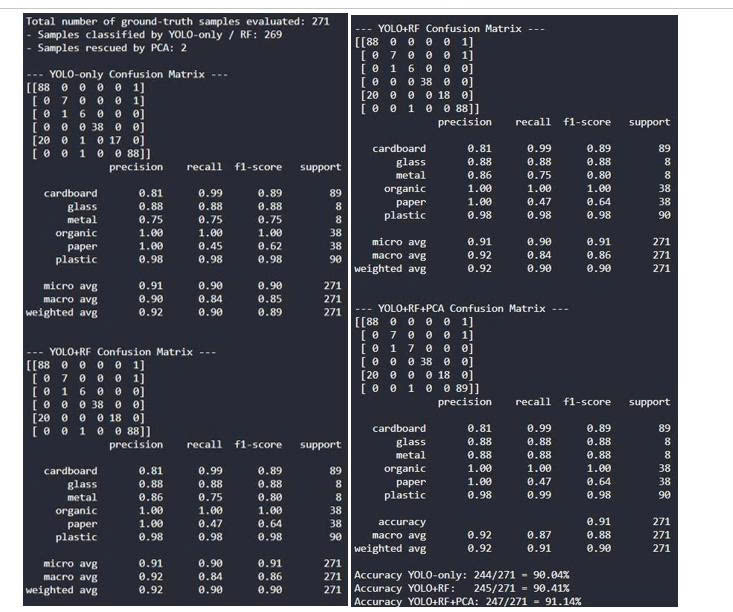 Total number of ground-truth samples evaluated: 271
- Samples classified by YOLO-only / RF: 269
- Samples rescued by PCA: 2
--- YOLO-only Confusion Matrix ---
[[88 0 0 0 0 1]
[ 0 7 0 0 0 1]
[ 0 1 6 0 0 0]
[ 0 0 0 38 0 0]
[20 0 1 0 17 0]
[ 0 0 1 0 0 88]]
precision recall f1-score support
cardboard 0.81 0.99 0.89 89
glass 0.88 0.88 0.88 8
metal 0.75 0.75 0.75 8
organic 1.00 1.00 1.00 38
paper 1.00 0.45 0.62 38
plastic 0.98 0.98 0.98 90
micro avg 0.91 0.90 0.90 271
macro avg 0.90 0.84 0.85 271
weighted avg 0.92 0.90 0.89 271
--- YOLO+RF Confusion Matrix ---
[[88 0 0 0 0 1]
[ 0 7 0 0 0 1]
[ 0 1 6 0 0 0]
[ 0 0 0 38 0 0]
[20 0 0 0 18 0]
[ 0 0 1 0 0 88]]
precision recall f1-score support
cardboard 0.81 0.99 0.89 89
glass 0.88 0.88 0.88 8
metal 0.86 0.75 0.80 8
organic 1.00 1.00 1.00 38
paper 1.00 0.47 0.64 38
plastic 0.98 0.98 0.98 90
micro avg 0.91 0.90 0.91 271
macro avg 0.92 0.84 0.86 271
weighted avg 0.92 0.90 0.90 271
--- YOLO+RF Confusion Matrix ---
[[88 0 0 0 0 1]
[ 0 7 0 0 0 1]
[ 0 1 6 0 0 0]
[ 0 0 0 38 0 0]
[20 0 0 0 18 0]
[ 0 0 1 0 0 88]]
precision recall f1-score support
cardboard 0.81 0.99 0.89 89
glass 0.88 0.88 0.88 8
metal 0.86 0.75 0.80 8
organic 1.00 1.00 1.00 38
paper 1.00 0.47 0.64 38
plastic 0.98 0.98 0.98 90
micro avg 0.91 0.90 0.91 271
macro avg 0.92 0.84 0.86 271
weighted avg 0.92 0.90 0.90 271
--- YOLO+RF+PCA Confusion Matrix ---
[[88 0 0 0 0 1]
[ 0 7 0 0 0 1]
[ 0 1 7 0 0 0]
[ 0 0 0 38 0 0]
[20 0 0 0 18 0]
[ 0 0 1 0 0 89]]
precision recall f1-score support
cardboard 0.81 0.99 0.89 89
glass 0.88 0.88 0.88 8
metal 0.88 0.88 0.88 8
organic 1.00 1.00 1.00 38
paper 1.00 0.47 0.64 38
plastic 0.98 0.99 0.98 90
accuracy 0.91 271
macro avg 0.92 0.87 0.88 271
weighted avg 0.92 0.91 0.90 271
Accuracy YOLO-only: 244/271 = 90.04%
Accuracy YOLO+RF: 245/271 = 90.41%
Accuracy YOLO+RF+PCA: 247/271 = 91.14%